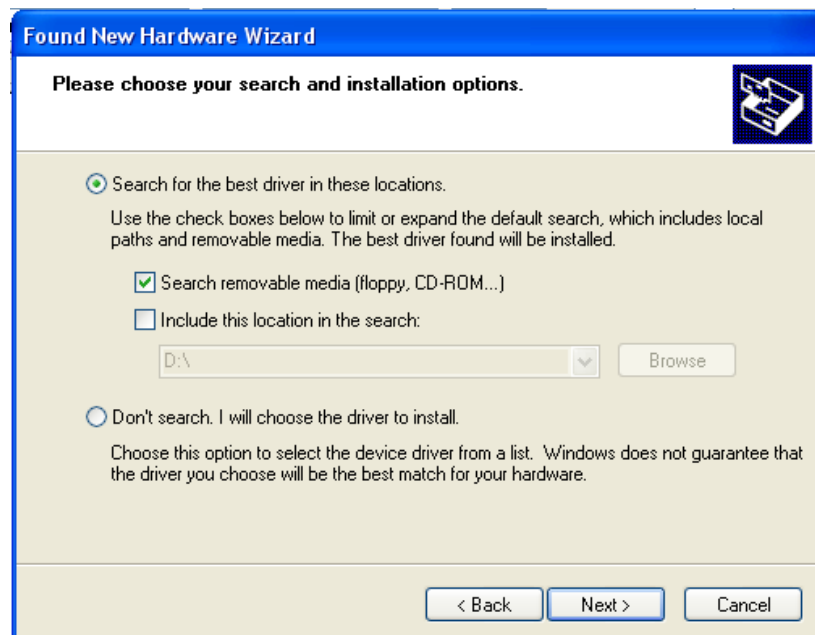 Found New Hardware Wizard
Please choose your search and installation options.
Search for the best driver in these locations.
Use the check boxes below to limit or expand the default search, which includes local
paths and removable media. The best driver found will be installed.
Search removable media (floppy, CD-ROM...)
Include this location in the search:
D:\
Browse
Don't search. I will choose the driver to install.
Choose this option to select the device driver from a list.  Windows does not guarantee that
the driver you choose will be the best match for your hardware.
< Back
Next >
Cancel